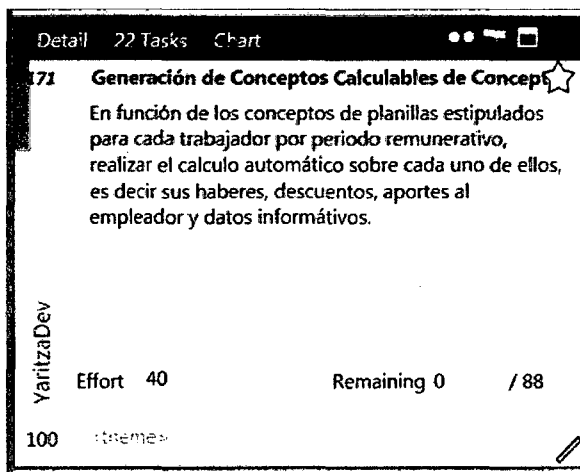 Detail 22 Tasks Chart
171 Generación de Conceptos Calculables de Concept
En función de los conceptos de planillas estipulados
para cada trabajador por periodo remunerativo,
realizar el calculo automático sobre cada uno de ellos,
es decir sus haberes, descuentos, aportes al
empleador y datos informátivos.
YaritzaDev
Effort 40 Remaining 0 / 88
100 <theme>